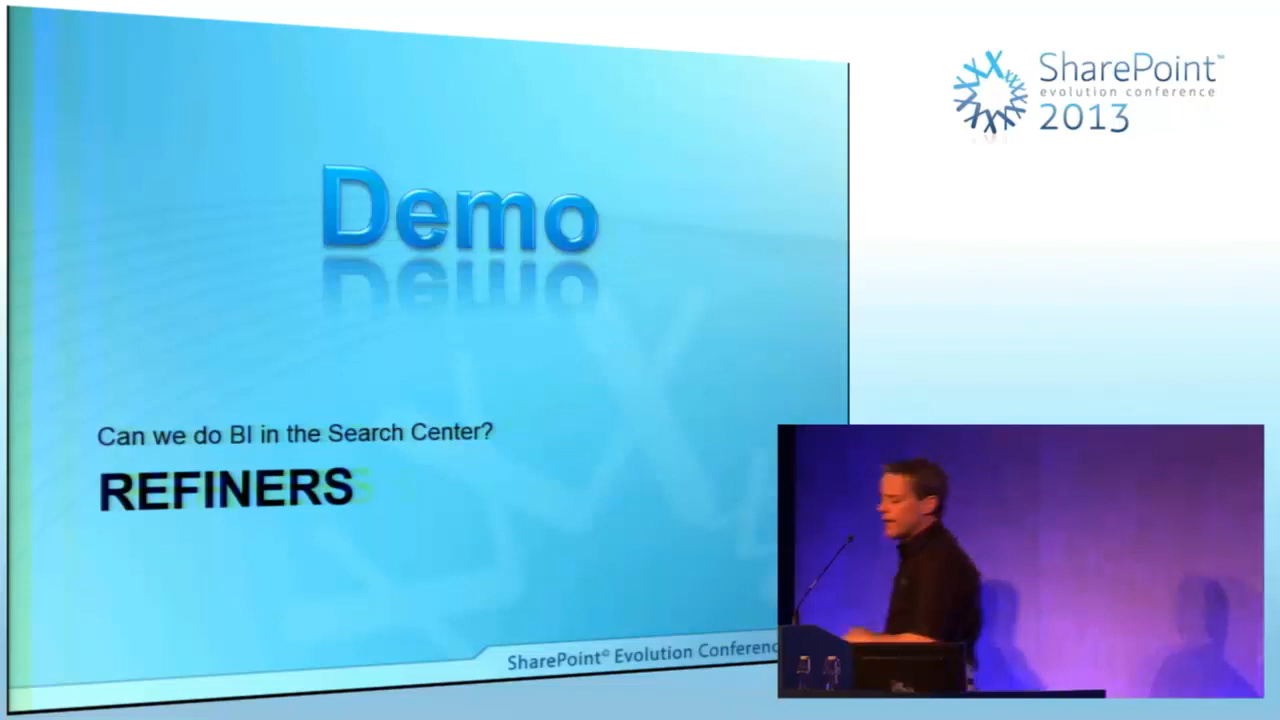 SharePoint™
evolution conference
2013
Demo
Can we do BI in the Search Center?
REFINERS
SharePoint® Evolution Conferenc